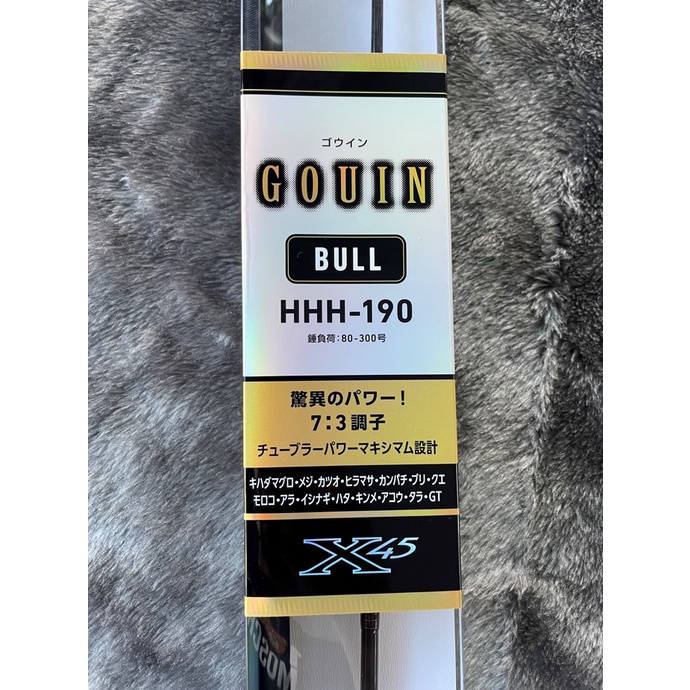 ゴウイン
GOUIN
BULL
HHH-190
錘負荷:80-300号
驚異のパワー!
7:3調子
チューブラーパワーマキシマム設計
キハダマグロ・メジ・カツオ・ヒラマサ・カンパチ・ブリ・クエ
モロコ・アラ・イシナギ・ハタ・キンメ・アコウ・タラ・GT
X45